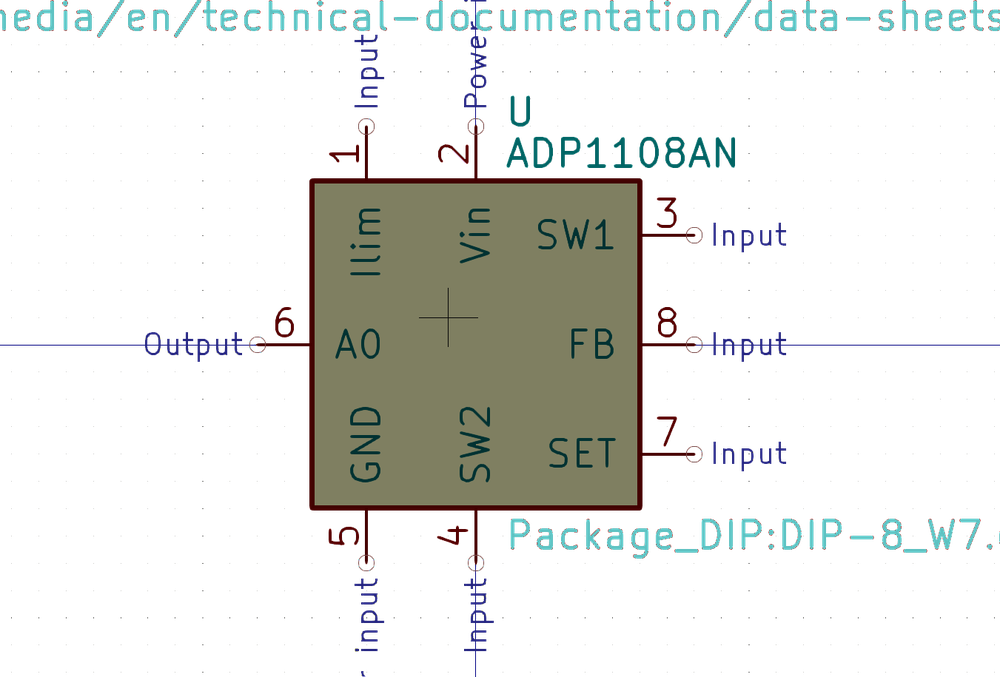 media/en/technical-documentation/data-sheets
Input
Power
U
ADP1108AN
1
2
Ilim
Vin
SW1
3
Input
Output
6
A0
FB
8
Input
GND
SW2
SET
7
Input
5
4
Package_DIP:DIP-8_W7.
input
Input